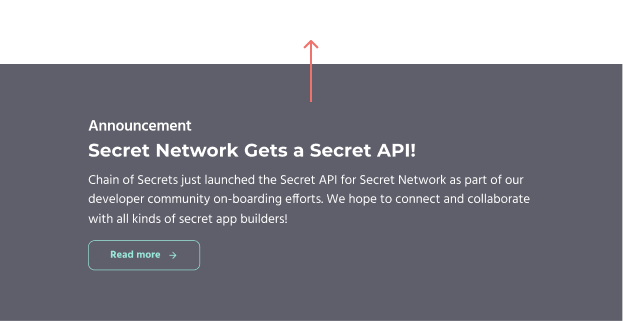 Announcement
Secret Network Gets a Secret API!
Chain of Secrets just launched the Secret API for Secret Network as part of our
developer community on-boarding efforts. We hope to connect and collaborate
with all kinds of secret app builders!
Read more →